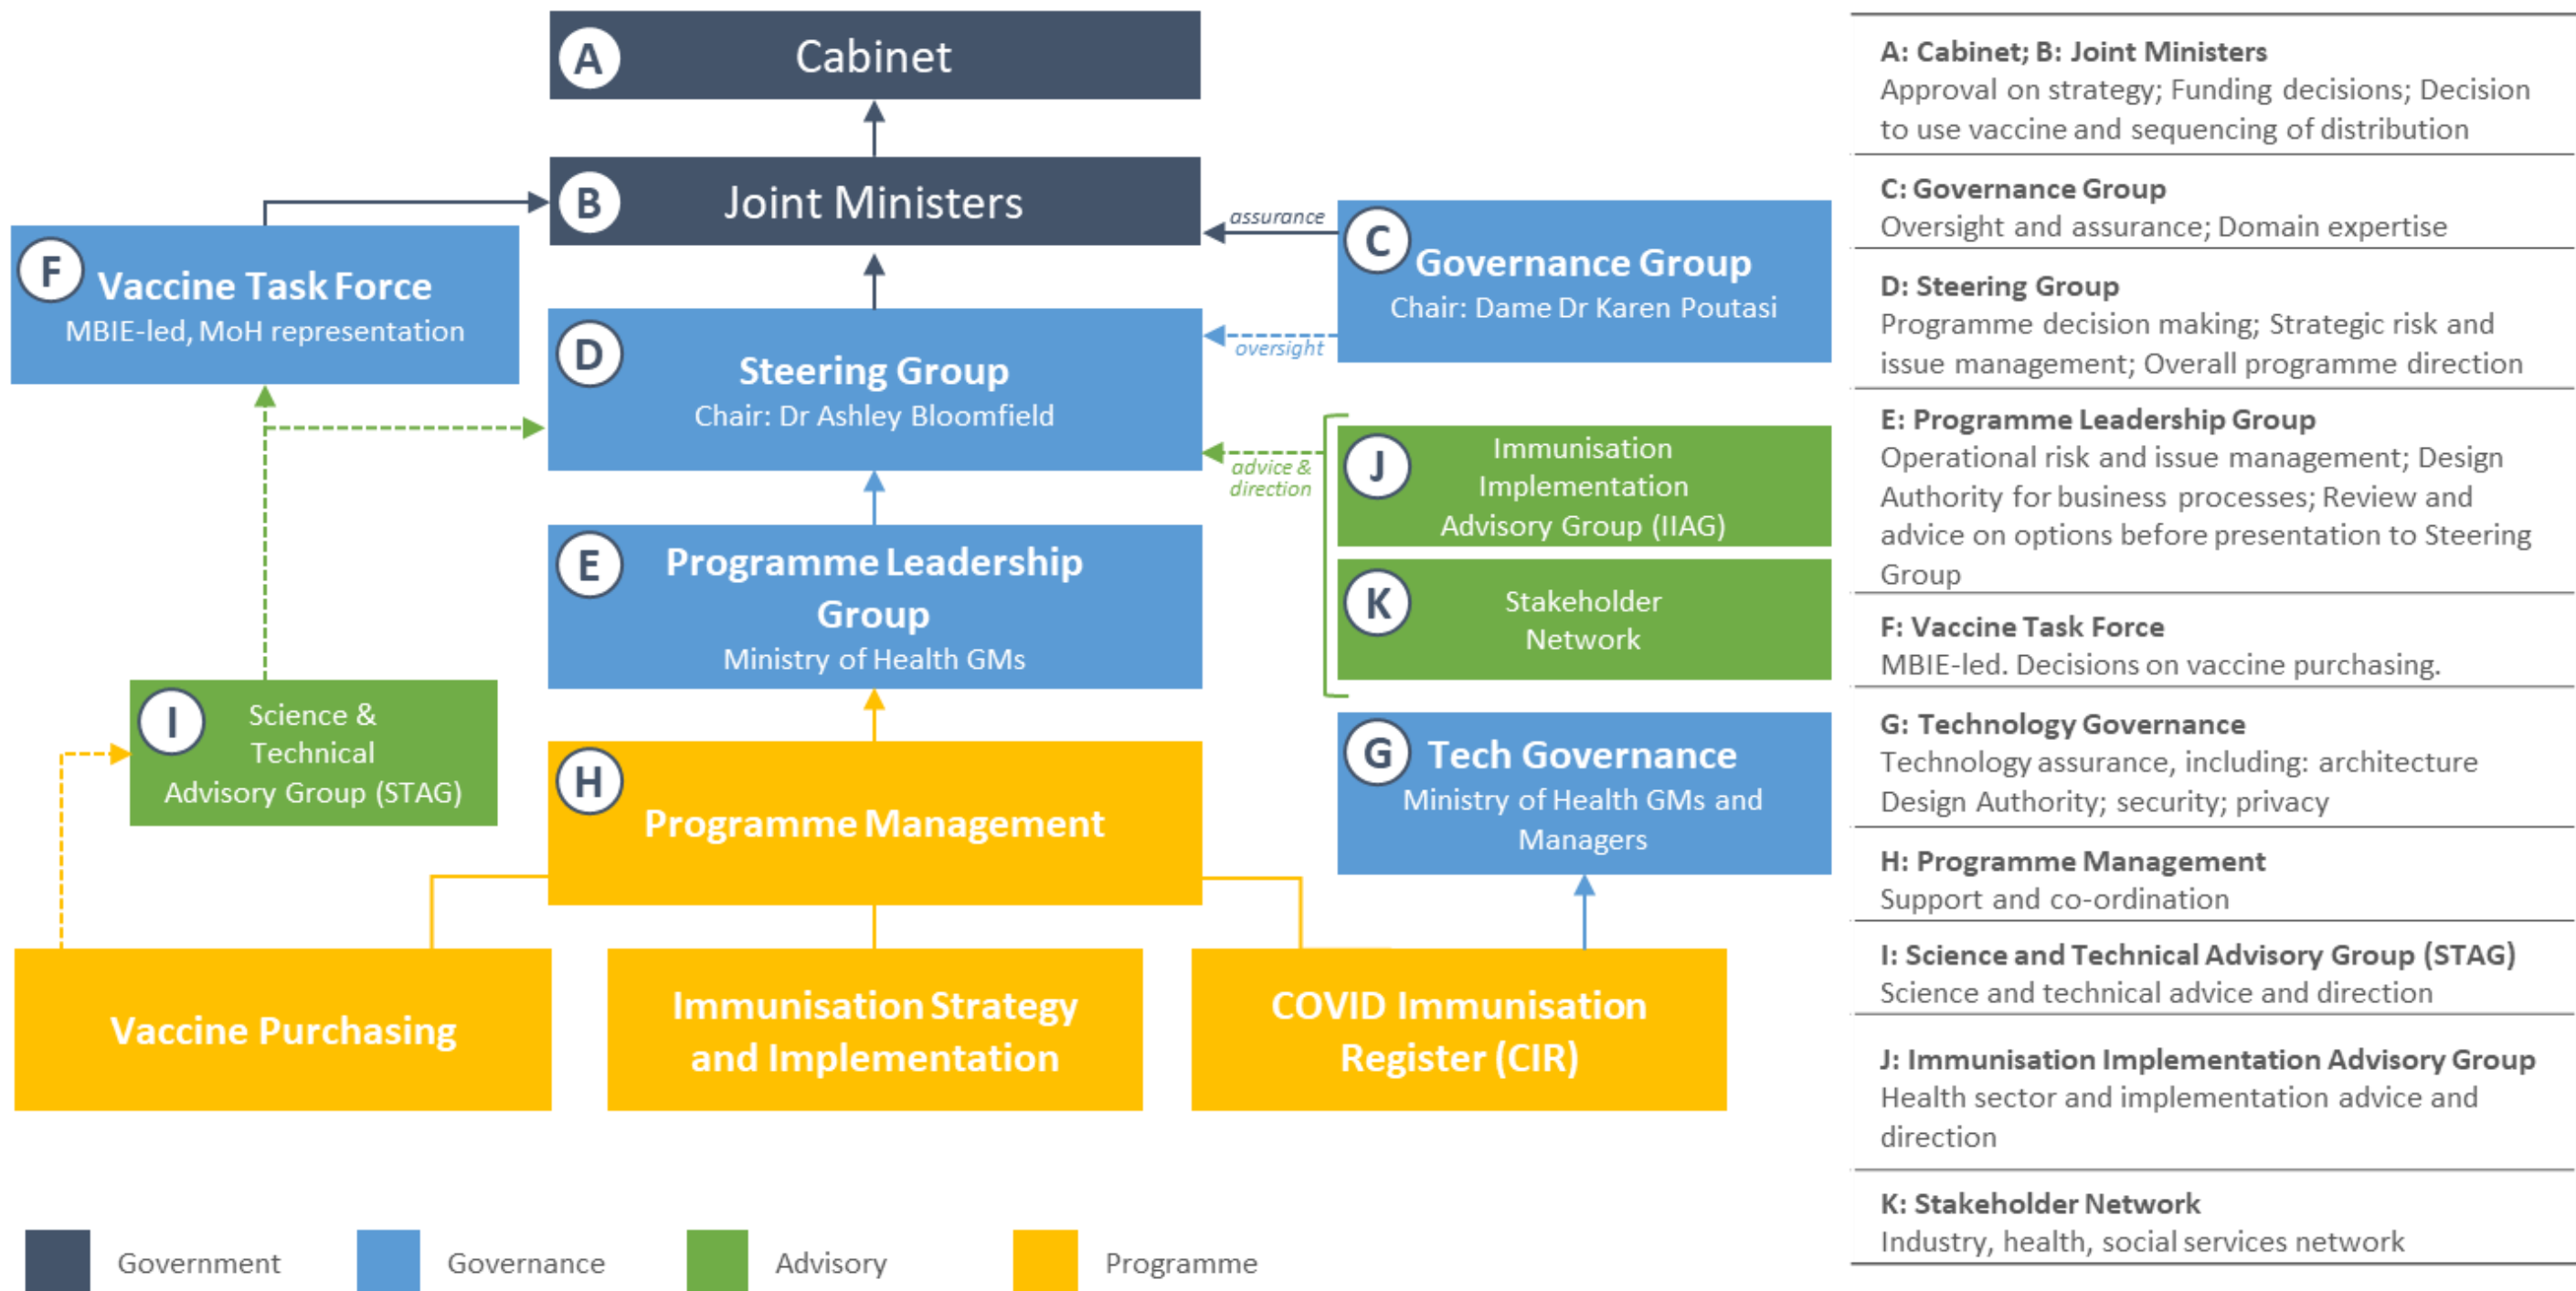 A
Cabinet
B
Joint Ministers
assurance
C
Governance Group
Chair: Dame Dr Karen Poutasi
oversight
F
Vaccine Task Force
MBIE-led, MoH representation
D
Steering Group
Chair: Dr Ashley Bloomfield
advice &
direction
J
Immunisation
Implementation
Advisory Group (IIAG)
K
Stakeholder
Network
E
Programme Leadership
Group
Ministry of Health GMs
I
Science &
Technical
Advisory Group (STAG)
G
Tech Governance
Ministry of Health GMs and
Managers
H
Programme Management
Vaccine Purchasing
Immunisation Strategy
and Implementation
COVID Immunisation
Register (CIR)
Government
Governance
Advisory
Programme
A: Cabinet; B: Joint Ministers
Approval on strategy; Funding decisions; Decision
to use vaccine and sequencing of distribution
C: Governance Group
Oversight and assurance; Domain expertise
D: Steering Group
Programme decision making; Strategic risk and
issue management; Overall programme direction
E: Programme Leadership Group
Operational risk and issue management; Design
Authority for business processes; Review and
advice on options before presentation to Steering
Group
F: Vaccine Task Force
MBIE-led. Decisions on vaccine purchasing.
G: Technology Governance
Technology assurance, including: architecture
Design Authority; security; privacy
H: Programme Management
Support and co-ordination
I: Science and Technical Advisory Group (STAG)
Science and technical advice and direction
J: Immunisation Implementation Advisory Group
Health sector and implementation advice and
direction
K: Stakeholder Network
Industry, health, social services network